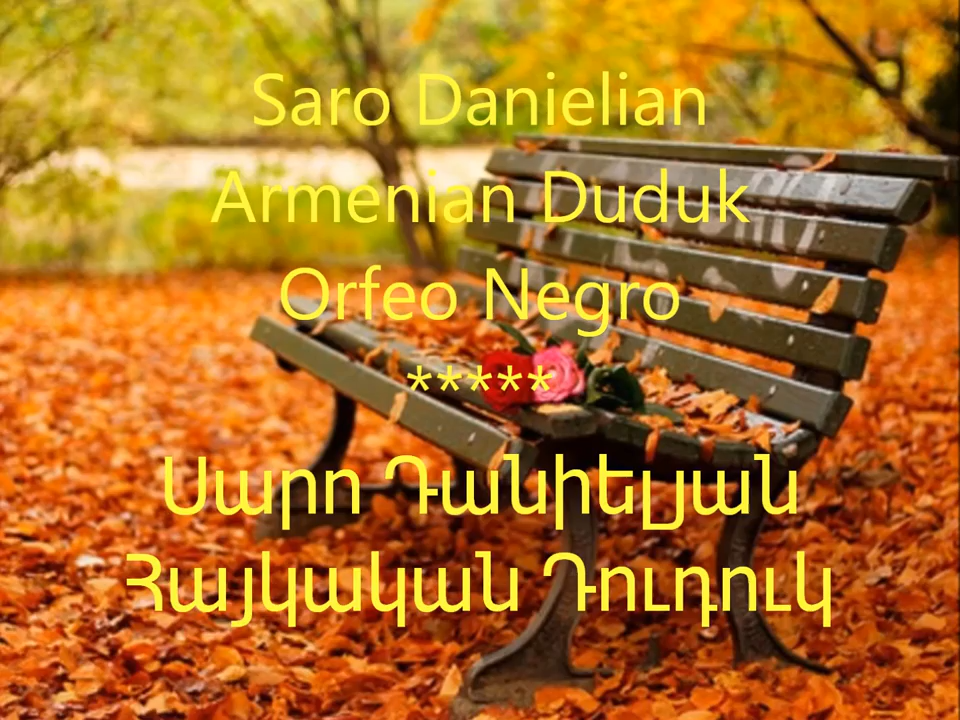 Saro Danielian
Armenian Duduk
Orfeo Negro
*****
Սարո Դանիելյան
Հայկական Դուդուկ